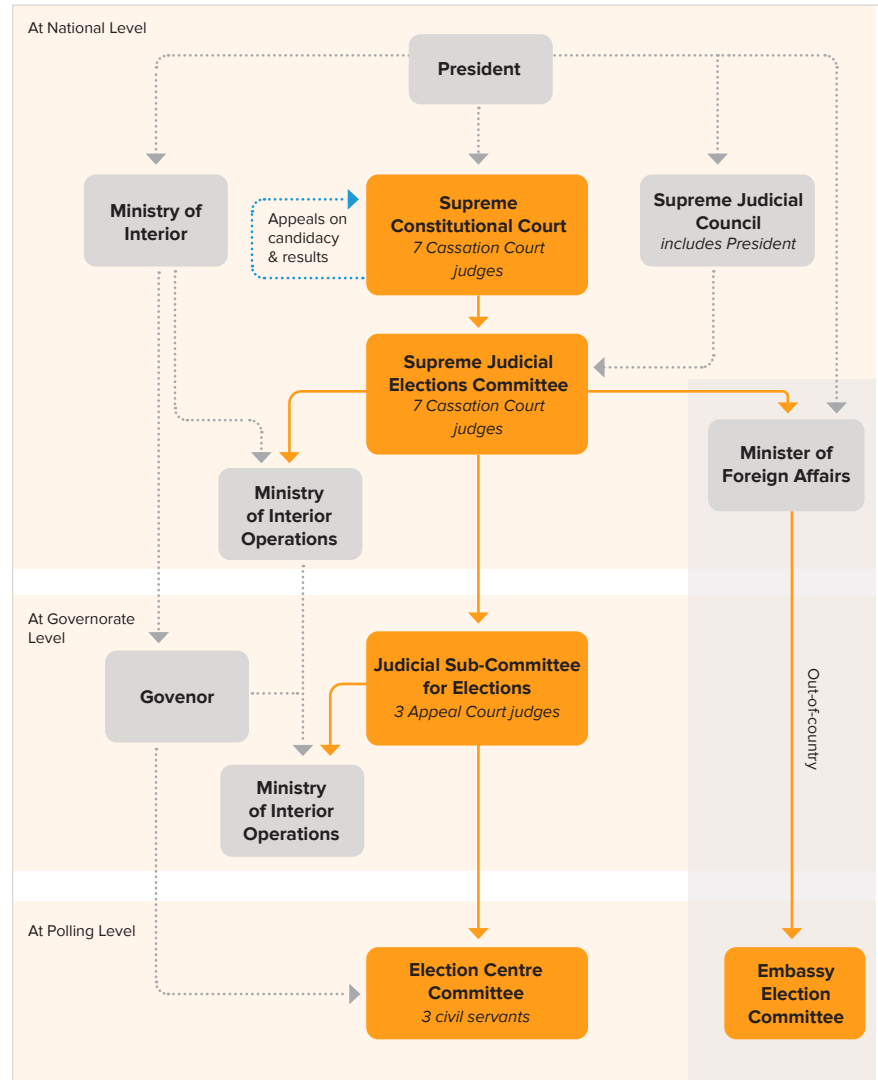 At National Level
President
Ministry of
Interior
Appeals on
candidacy
& results
Supreme
Constitutional Court
7 Cassation Court
judges
Supreme Judicial
Council
includes President
Supreme Judicial
Elections Committee
7 Cassation Court
judges
Ministry
of Interior
Operations
Minister of
Foreign Affairs
At Governorate
Level
Govenor
Judicial Sub-Committee
for Elections
3 Appeal Court judges
Out-of-country
Ministry
of Interior
Operations
At Polling Level
Election Centre
Committee
3 civil servants
Embassy
Election
Committee